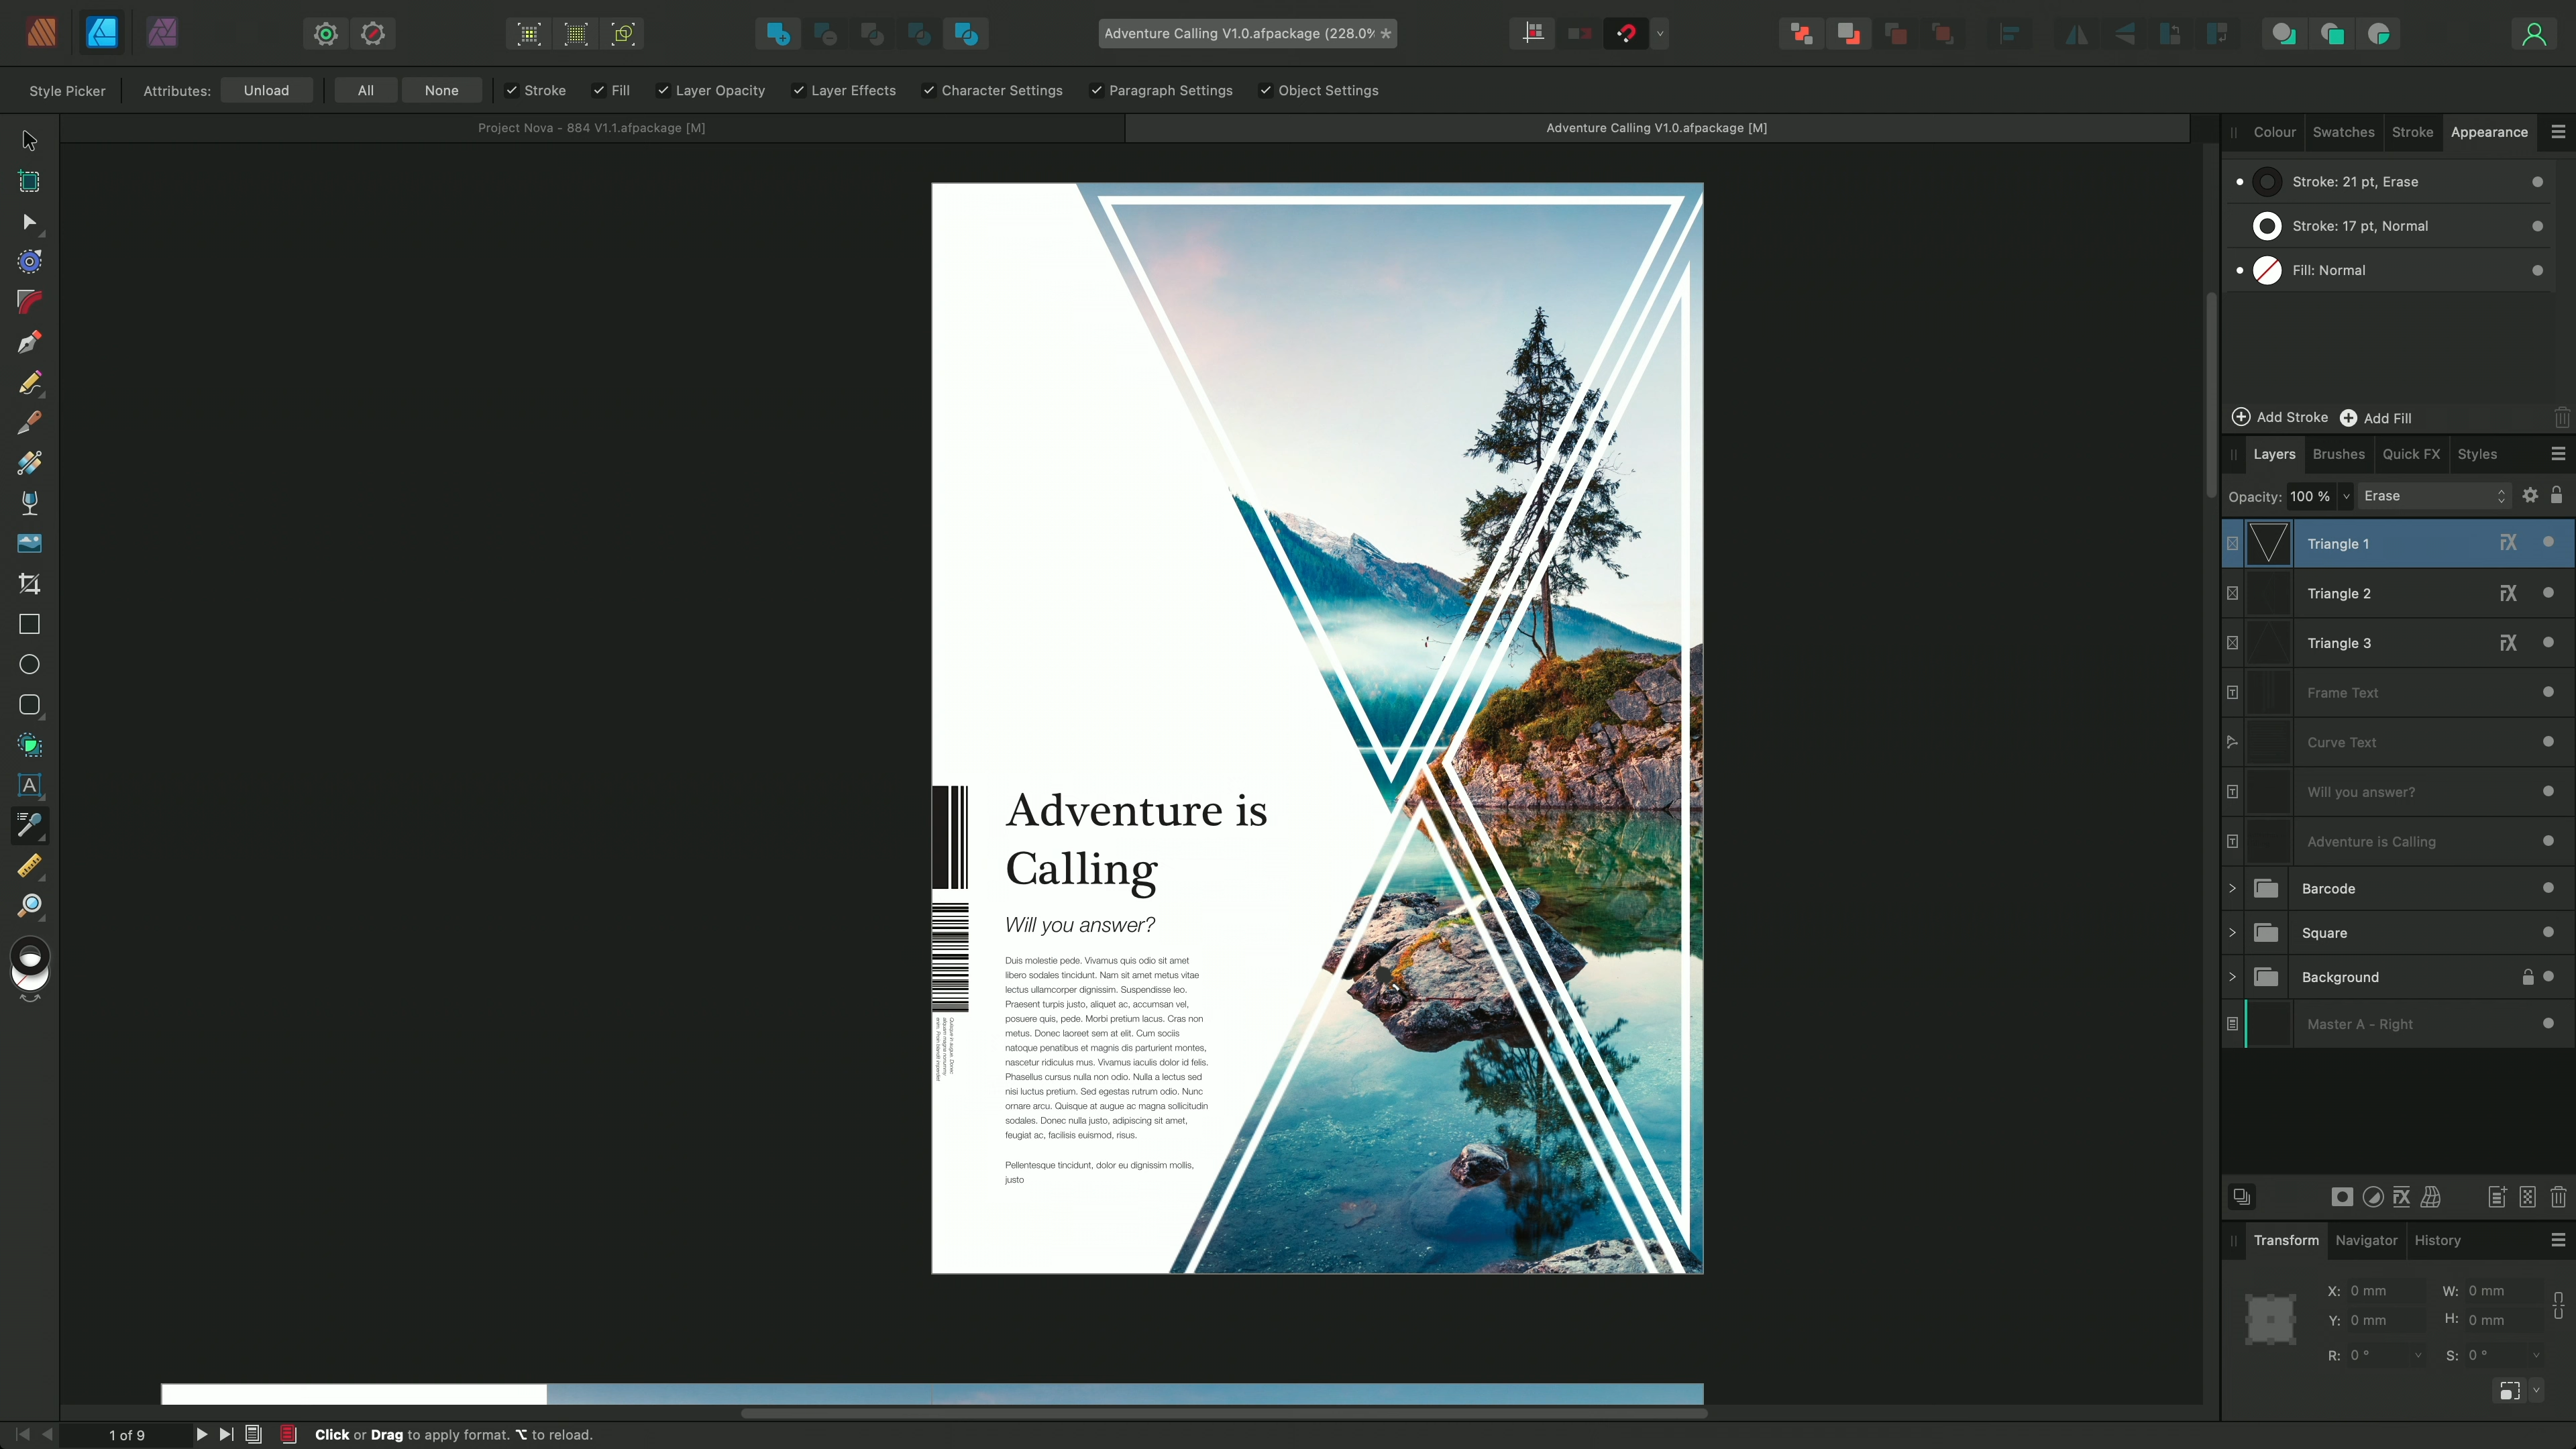 Adventure Calling V1.0.afpackage (228.0% *
Style Picker
Attributes:
Unload
All
None
Stroke
Fill
Layer Opacity
Layer Effects
Character Settings
Paragraph Settings
Object Settings
Project Nova - 884 V1.1.afpackage [M]
Adventure Calling V1.0.afpackage [M]
Colour
Swatches
Stroke
Appearance
Stroke: 21 pt, Erase
Stroke: 17 pt, Normal
Fill: Normal
Add Stroke
Add Fill
Layers
Brushes
Quick FX
Styles
Opacity: 100 %
Erase
Triangle 1
Triangle 2
Triangle 3
Frame Text
Curve Text
Will you answer?
Adventure is Calling
Barcode
Square
Background
Master A - Right
Transform
Navigator
History
X: 0 mm
W: 0 mm
Y: 0 mm
H: 0 mm
R: 0 °
S: 0 °
Adventure is
Calling
Will you answer?
Duis molestie pede. Vivamus quis odio sit amet
libero sodales tincidunt. Nam sit amet metus vitae
lectus ullamcorper dignissim. Suspendisse leo.
Praesent turpis justo, aliquet ac, accumsan vel,
posuere quis, pede. Morbi pretium lacus. Cras non
metus. Donec laoreet sem at elit. Cum sociis
natoque penatibus et magnis dis parturient montes,
nascetur ridiculus mus. Vivamus iaculis dolor id felis.
Phasellus cursus nulla non odio. Nulla a lectus sed
nisi luctus pretium. Sed egestas rutrum odio. Nunc
ornare arcu. Quisque at augue ac magna sollicitudin
sodales. Donec nulla justo, adipiscing sit amet,
feugiat ac, facilisis euismod, risus.
Pellentesque tincidunt, dolor eu dignissim mollis,
justo
1 of 9
Click or Drag to apply format. ⌥ to reload.